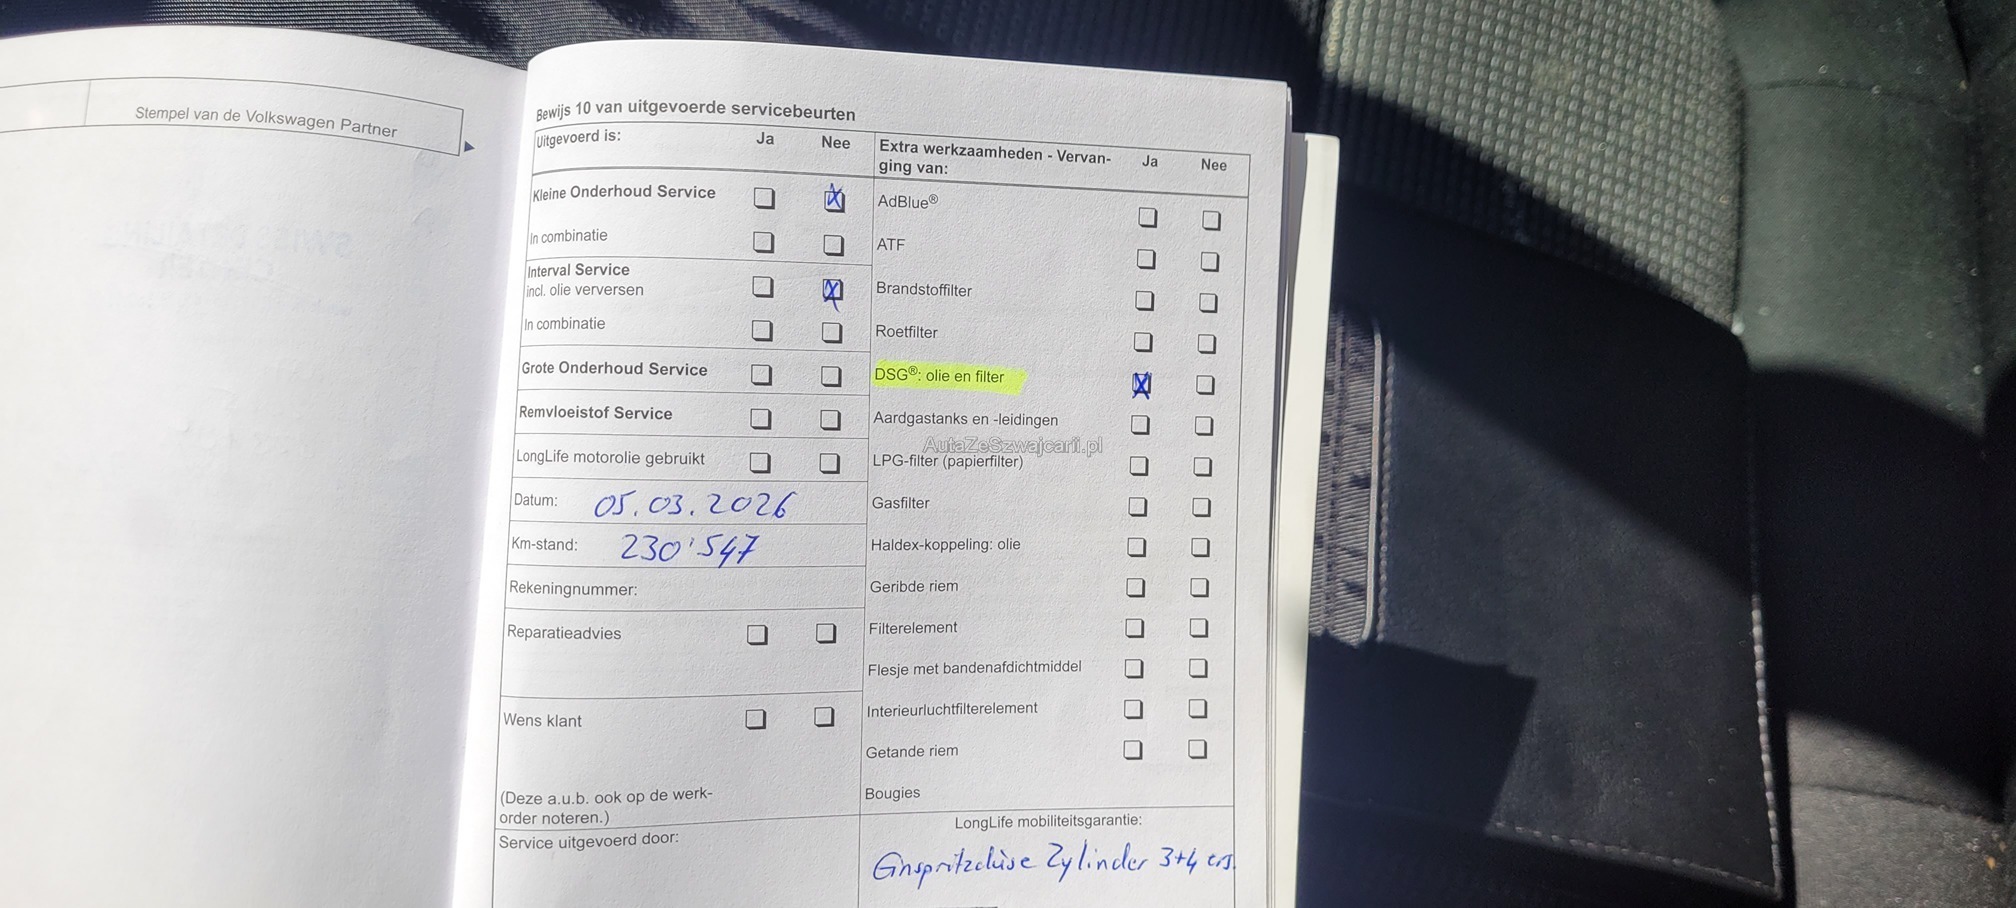 Stempel van de Volkswagen Partner
Bewijs 10 van uitgevoerde servicebeurten
Uitgevoerd is: Ja Nee
Kleine Onderhoud Service
In combinatie
Interval Service
incl. olie verversen
In combinatie
Grote Onderhoud Service
Remvloeistof Service
LongLife motorolie gebruikt
Datum: 05.03.2026
Km-stand: 230'547
Rekeningnummer:
Reparatieadvies
Wens klant
(Deze a.u.b. ook op de werk-
order noteren.)
Service uitgevoerd door:
Extra werkzaamheden - Vervan-
ging van: Ja Nee
AdBlue®
ATF
Brandstoffilter
Roetfilter
DSG®: olie en filter
Aardgastanks en -leidingen
AutaZeSzwajcarii.pl
LPG-filter (papierfilter)
Gasfilter
Haldex-koppeling: olie
Geribde riem
Filterelement
Flesje met bandenafdichtmiddel
Interieurluchtfilterelement
Getande riem
Bougies
LongLife mobiliteitsgarantie:
Einspritzdüse Zylinder 3+4 ers.